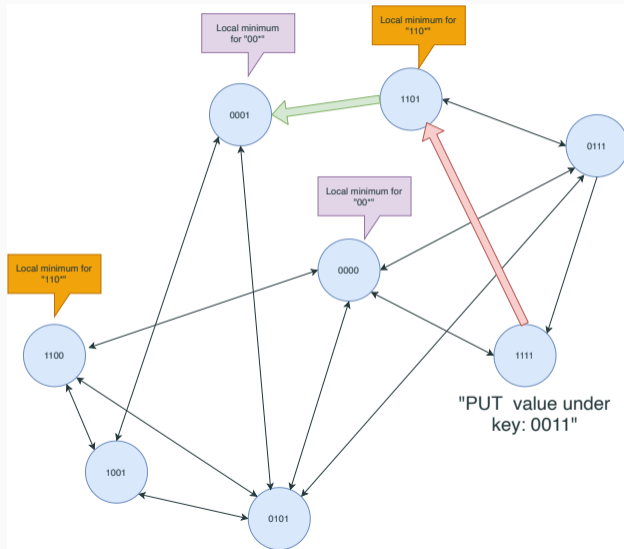 Local minimum
for "00*"
Local minimum for
"110*"
0001
1101
0111
Local minimum for
"00*"
0000
Local minimum for
"110*"
1100
1111
"PUT  value under
key: 0011"
1001
0101